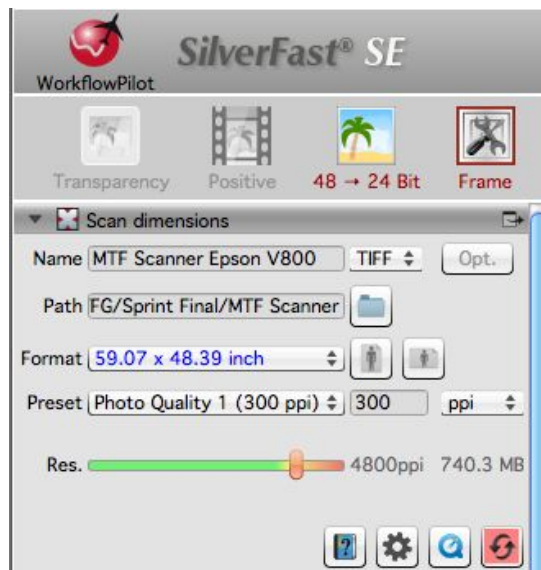 SilverFast® SE
WorkflowPilot
Transparency Positive 48 → 24 Bit Frame
Scan dimensions
Name MTF Scanner Epson V800 TIFF Opt.
Path FG/Sprint Final/MTF Scanner
Format 59.07 x 48.39 inch
Preset Photo Quality 1 (300 ppi) 300 ppi
Res. 4800ppi 740.3 MB
?